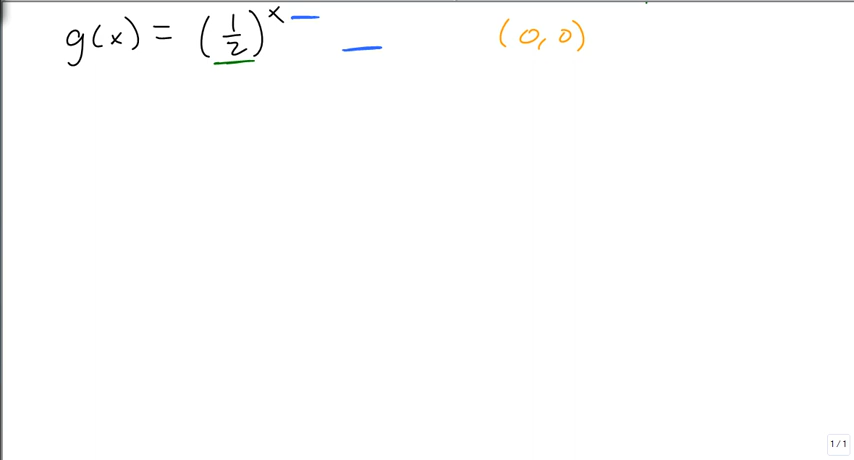 g(x) = (1/2)^x _ _ (0, 0)
1 / 1